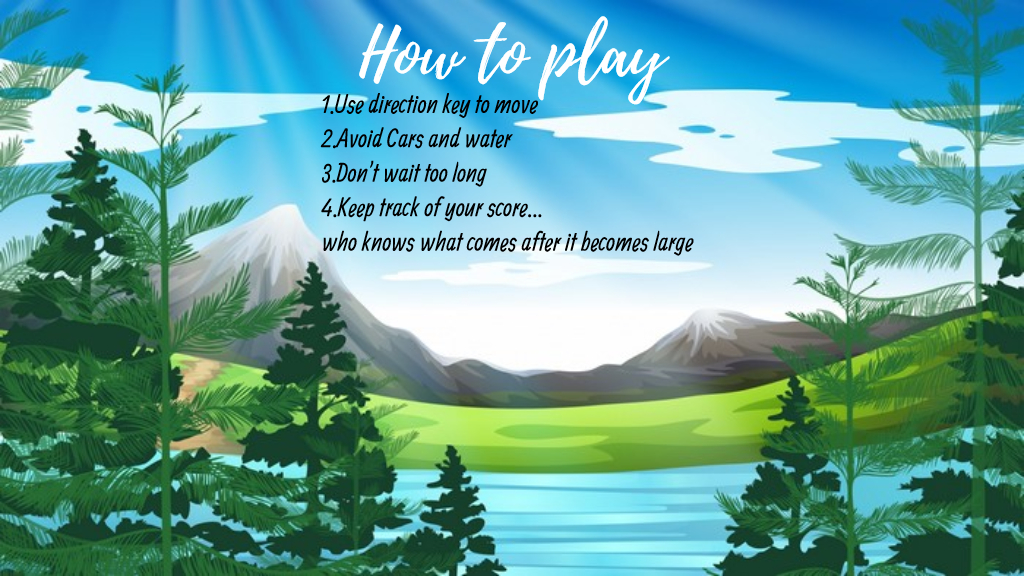 How to play
1.Use direction key to move
2.Avoid Cars and water
3.Don't wait too long
4.Keep track of your score...
who knows what comes after it becomes large